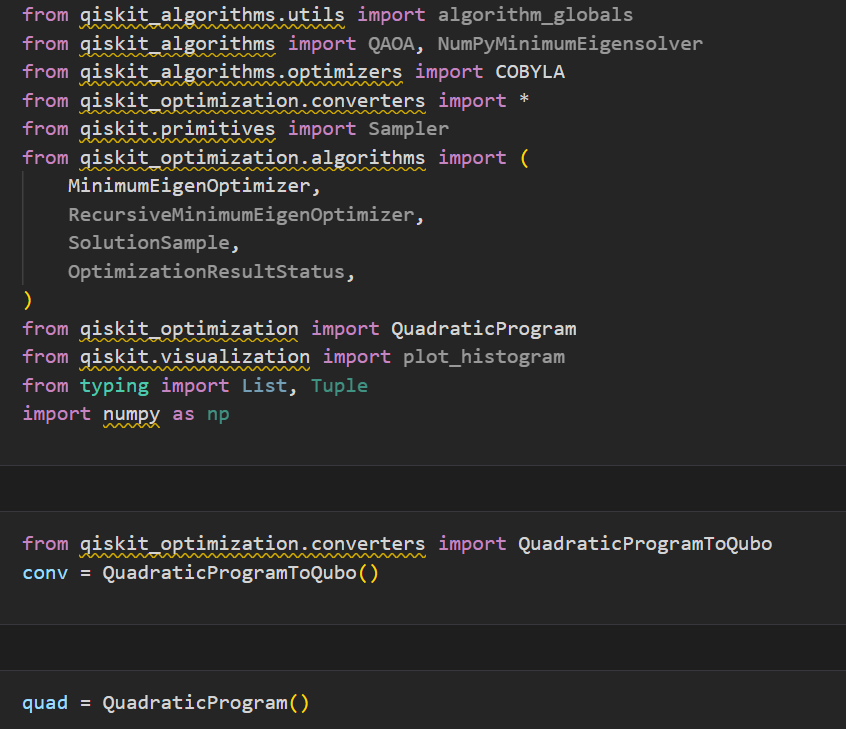 from qiskit_algorithms.utils import algorithm_globals
from qiskit_algorithms import QAOA, NumPyMinimumEigensolver
from qiskit_algorithms.optimizers import COBYLA
from qiskit_optimization.converters import *
from qiskit.primitives import Sampler
from qiskit_optimization.algorithms import (
    MinimumEigenOptimizer,
    RecursiveMinimumEigenOptimizer,
    SolutionSample,
    OptimizationResultStatus,
)
from qiskit_optimization import QuadraticProgram
from qiskit.visualization import plot_histogram
from typing import List, Tuple
import numpy as np
from qiskit_optimization.converters import QuadraticProgramToQubo
conv = QuadraticProgramToQubo()
quad = QuadraticProgram()